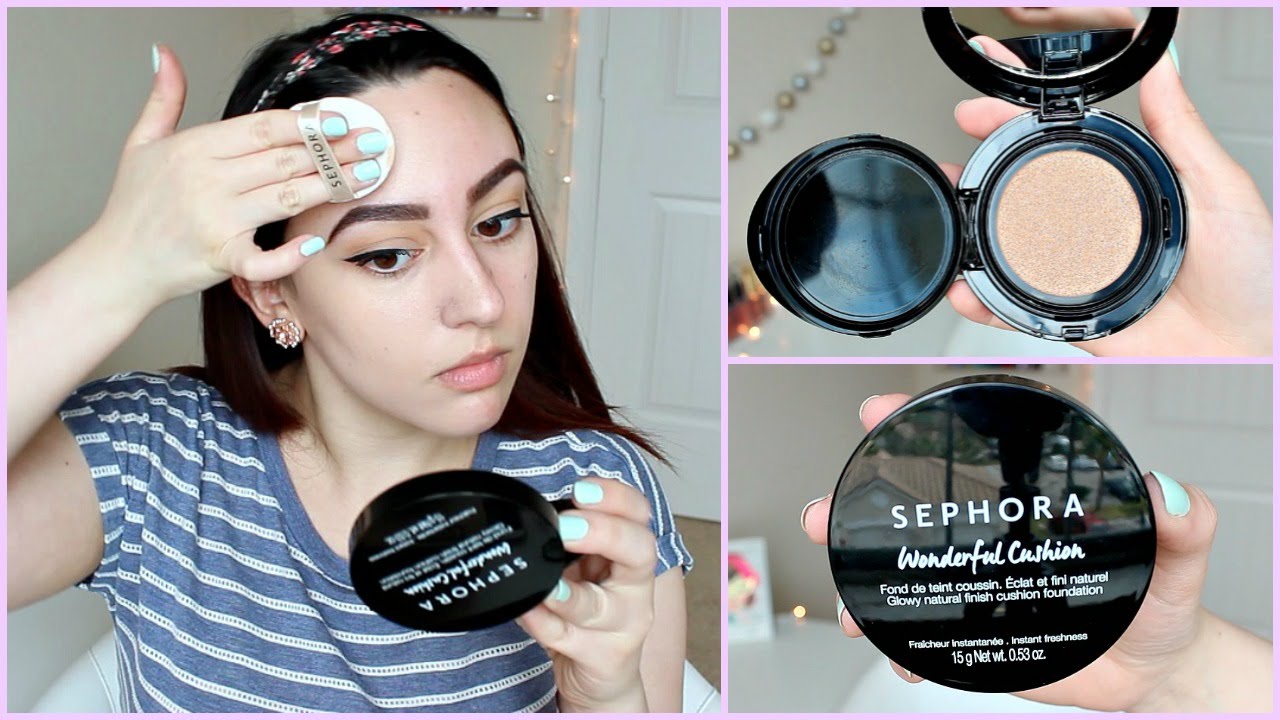 SEPHORA
SEPHORA
Wonderful Cushion
SEPHORA
Wonderful Cushion
Fond de teint coussin. Éclat et fini naturel
Glowy natural finish cushion foundation
Fraîcheur instantanée . Instant freshness
15 g Net wt. 0.53 oz.